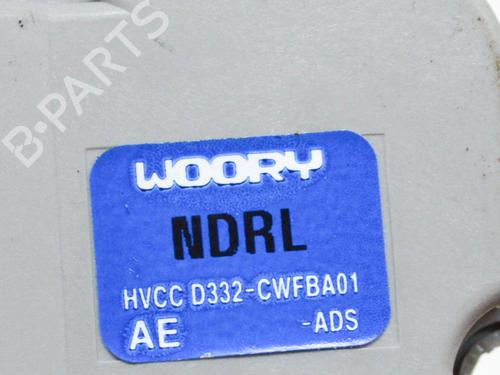 B-PARTS
WOORY
NDRL
HVCC D332-CWFBA01
AE -ADS